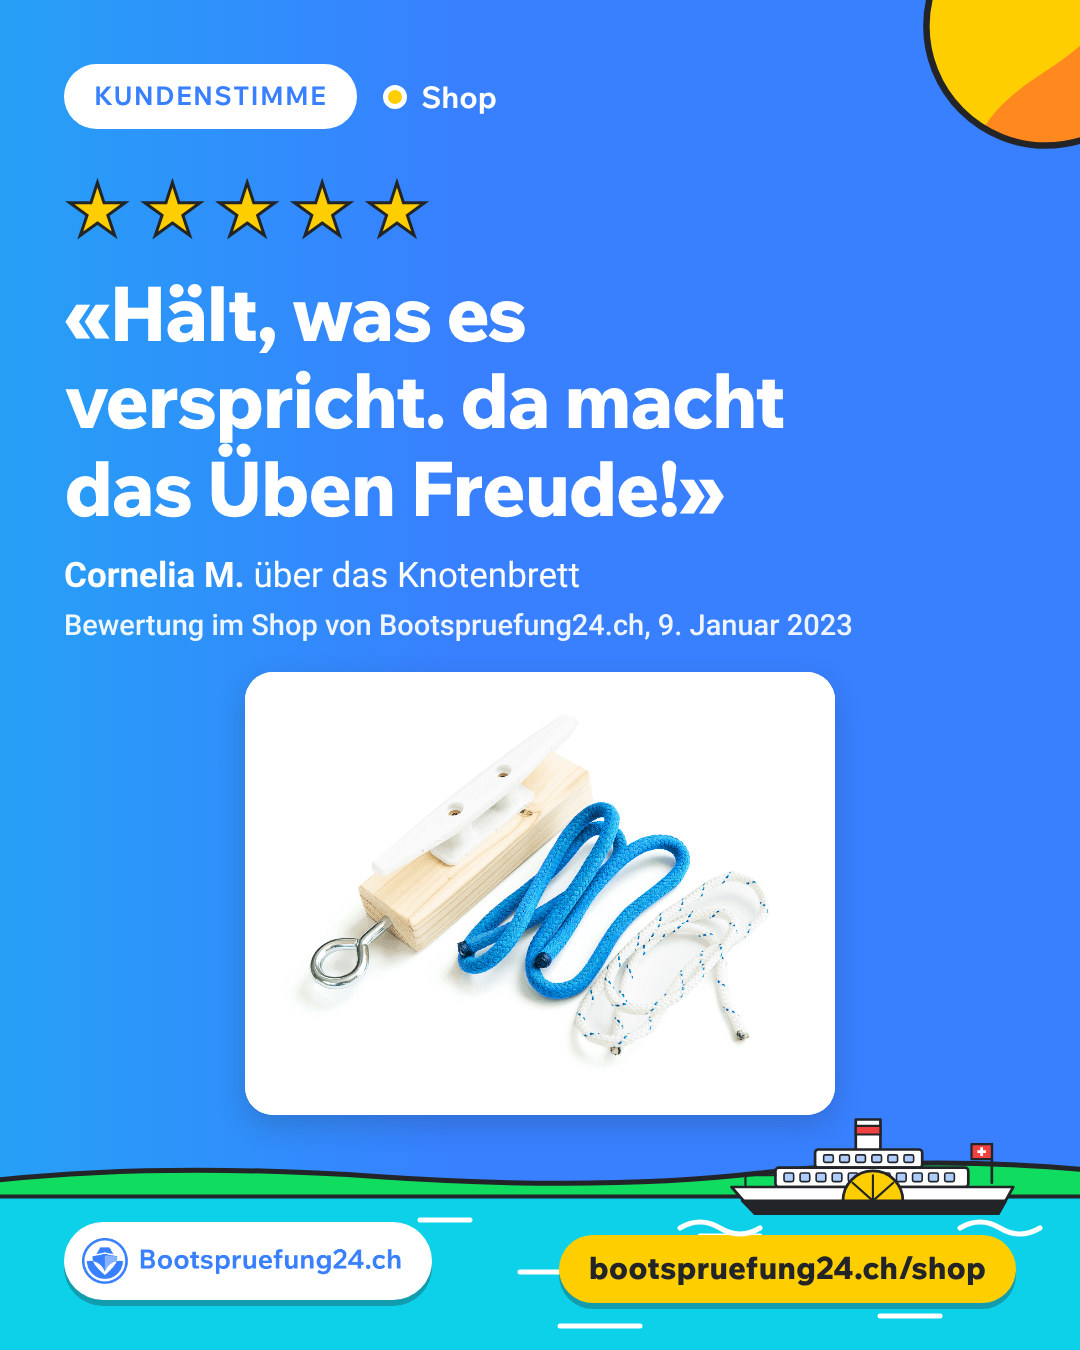 KUNDENSTIMME
Shop
«Hält, was es
verspricht. da macht
das Üben Freude!»
Cornelia M. über das Knotenbrett
Bewertung im Shop von Bootspruefung24.ch, 9. Januar 2023
Bootspruefung24.ch
bootspruefung24.ch/shop